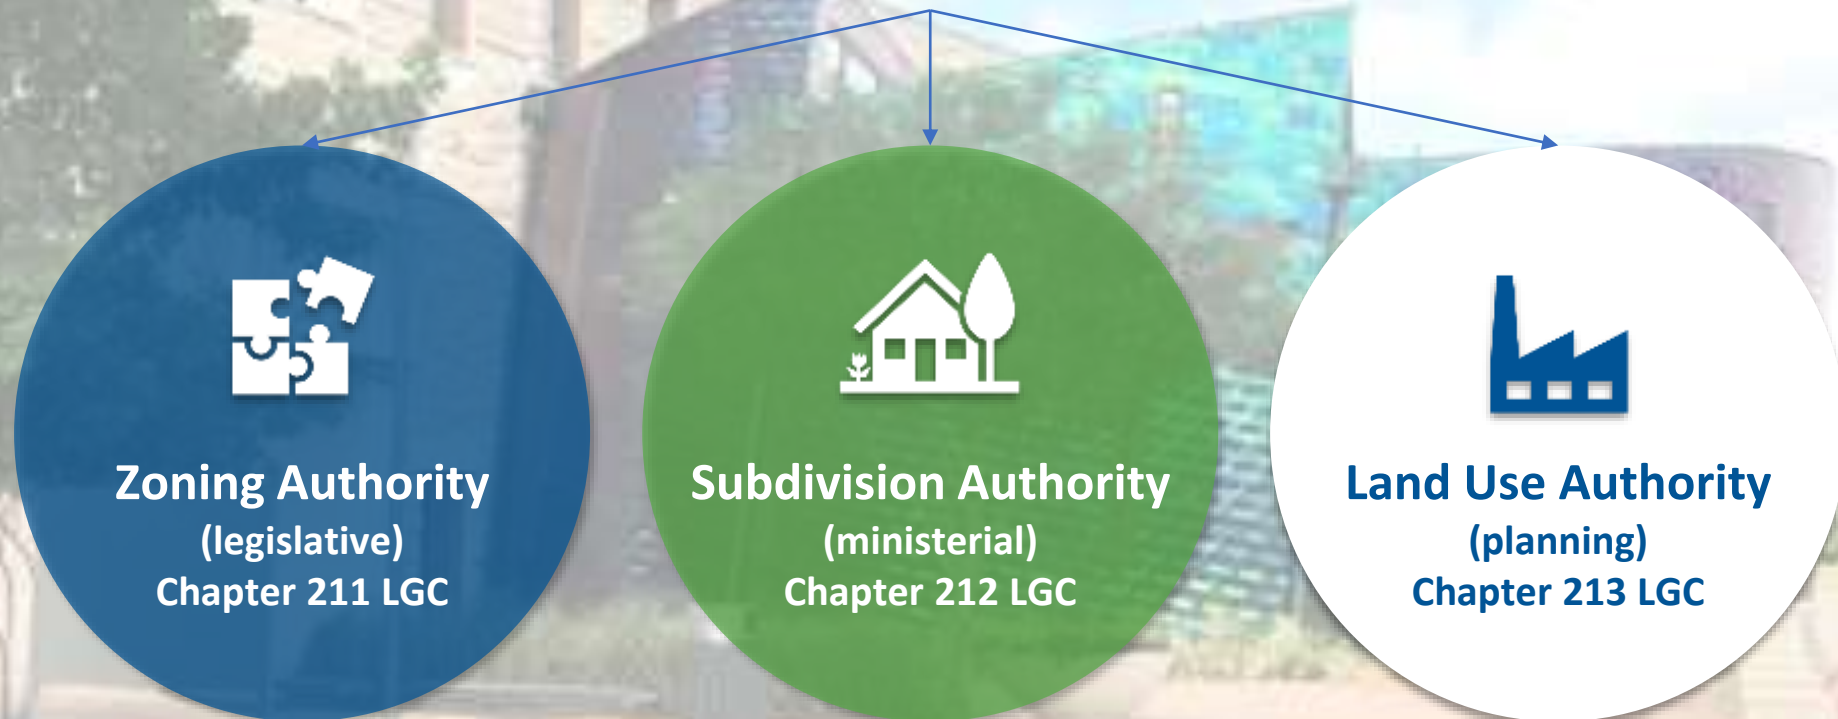 Zoning Authority
(legislative)
Chapter 211 LGC
Subdivision Authority
(ministerial)
Chapter 212 LGC
Land Use Authority
(planning)
Chapter 213 LGC